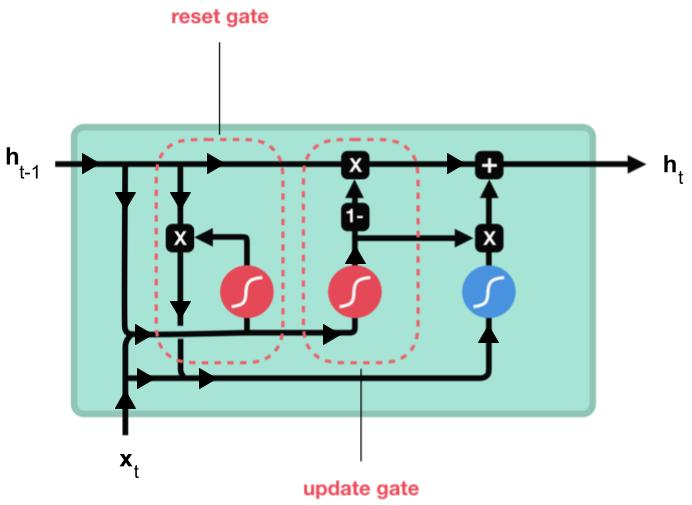 reset gate
h t-1
x
+
h t
1-
x
x
x t
update gate